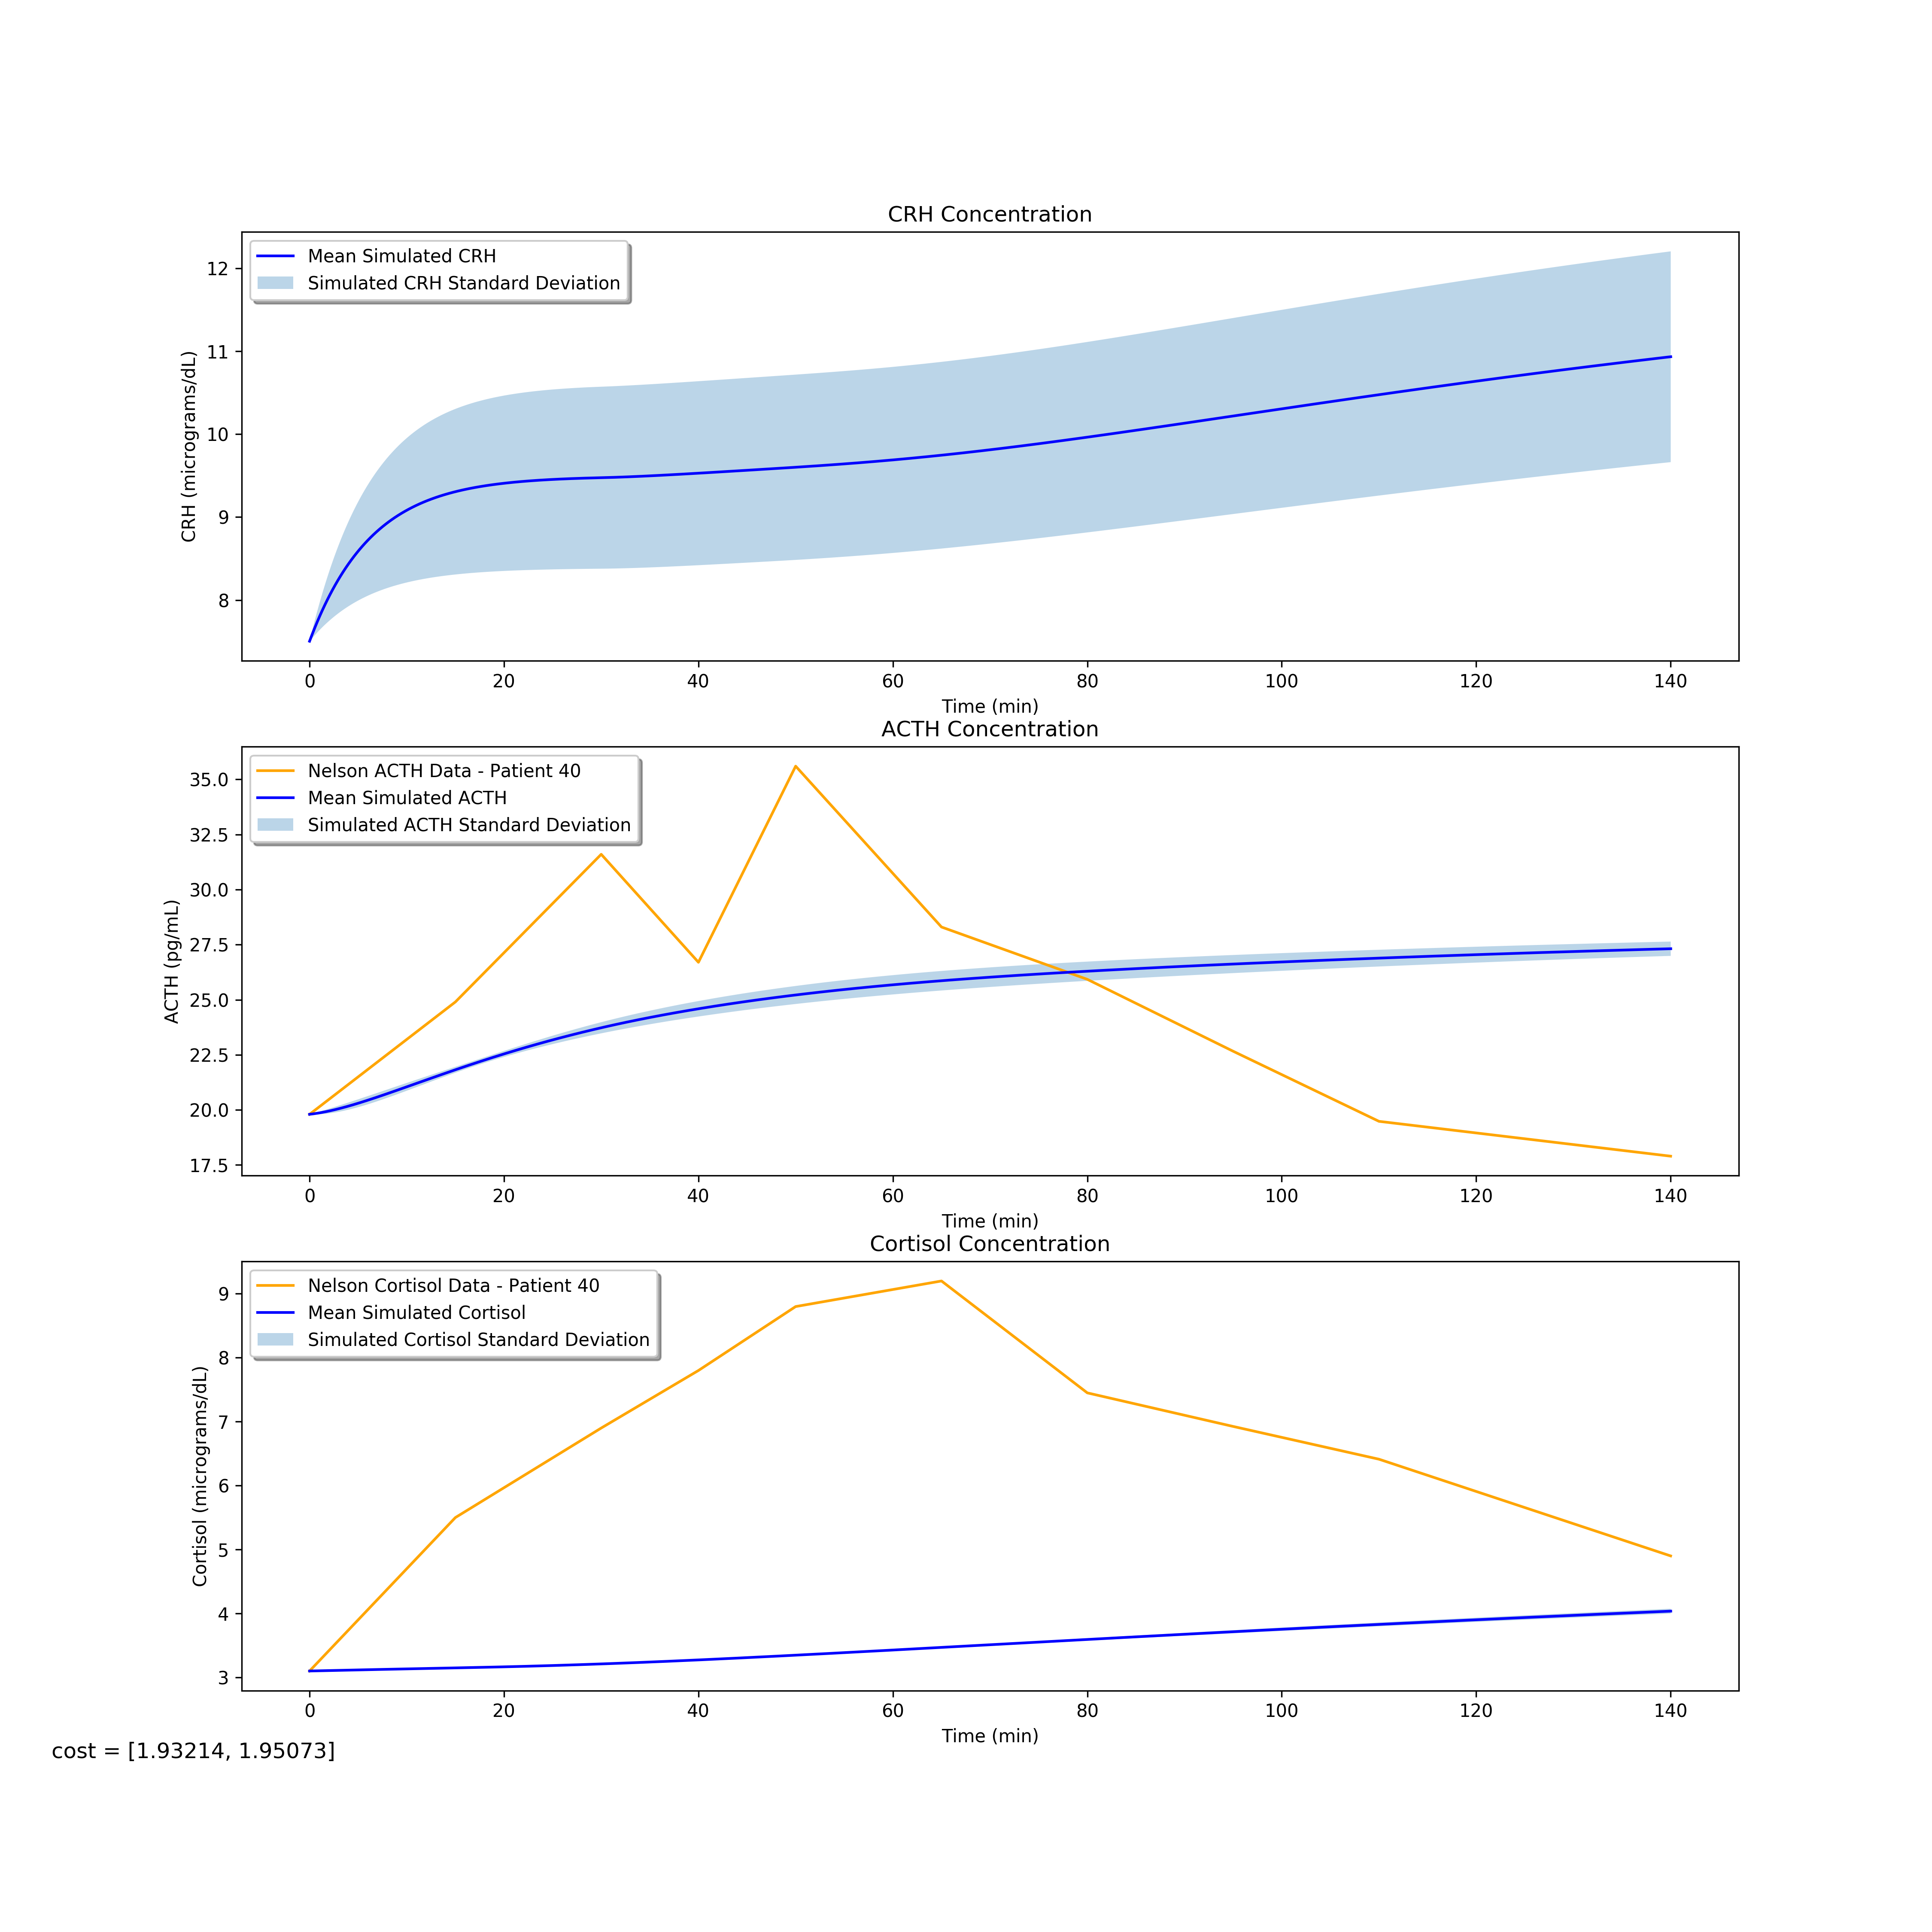 CRH Concentration
Mean Simulated CRH
Simulated CRH Standard Deviation
CRH (micrograms/dL)
12
11
10
9
8
0 20 40 60 80 100 120 140
Time (min)
ACTH Concentration
Nelson ACTH Data - Patient 40
Mean Simulated ACTH
Simulated ACTH Standard Deviation
ACTH (pg/mL)
35.0
32.5
30.0
27.5
25.0
22.5
20.0
17.5
0 20 40 60 80 100 120 140
Time (min)
Cortisol Concentration
Nelson Cortisol Data - Patient 40
Mean Simulated Cortisol
Simulated Cortisol Standard Deviation
Cortisol (micrograms/dL)
9
8
7
6
5
4
3
0 20 40 60 80 100 120 140
Time (min)
cost = [1.93214, 1.95073]